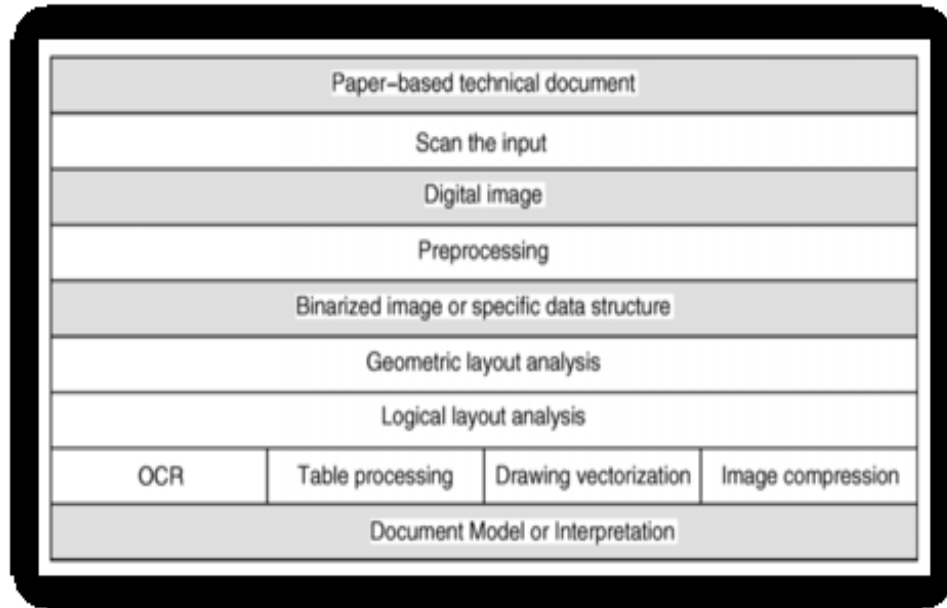 Paper-based technical document
Scan the input
Digital image
Preprocessing
Binarized image or specific data structure
Geometric layout analysis
Logical layout analysis
OCR Table processing Drawing vectorization Image compression
Document Model or Interpretation